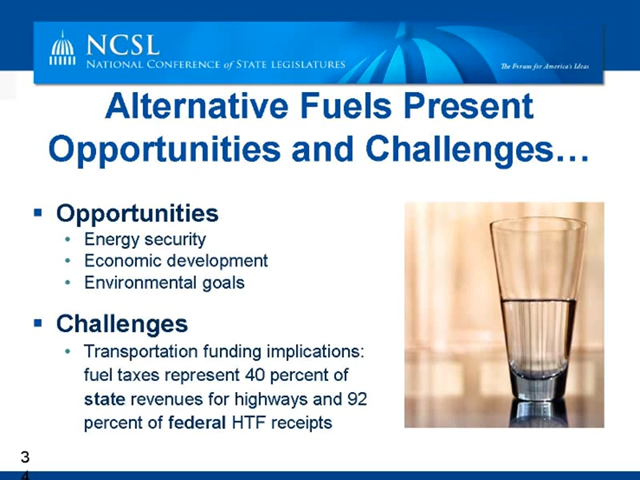 NCSL
NATIONAL CONFERENCE of STATE LEGISLATURES
The Forum for America's Ideas
Alternative Fuels Present
Opportunities and Challenges…
▪ Opportunities
• Energy security
• Economic development
• Environmental goals
▪ Challenges
• Transportation funding implications:
fuel taxes represent 40 percent of
state revenues for highways and 92
percent of federal HTF receipts
3
4